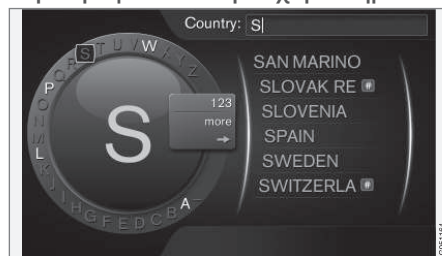 Country: S
SAN MARINO
SLOVAK RE #
SLOVENIA
SPAIN
SWEDEN
SWITZERLA #
S
123
more
→
A B C D E F G H I J K L M N O P Q R S T U V W X Y Z